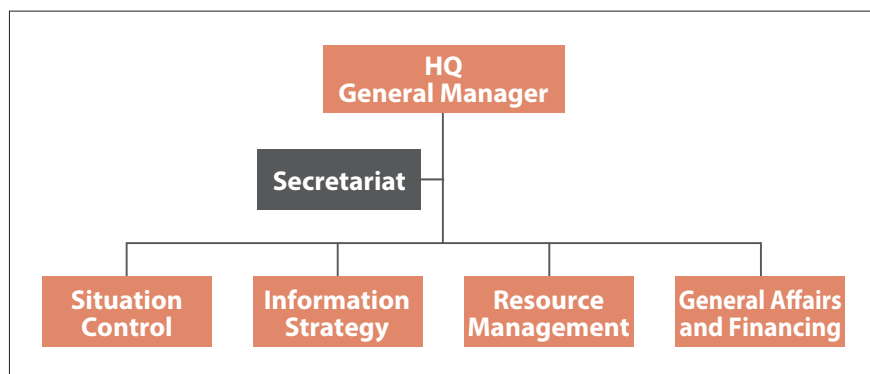 HQ
General Manager
Secretariat
Situation
Control
Information
Strategy
Resource
Management
General Affairs
and Financing